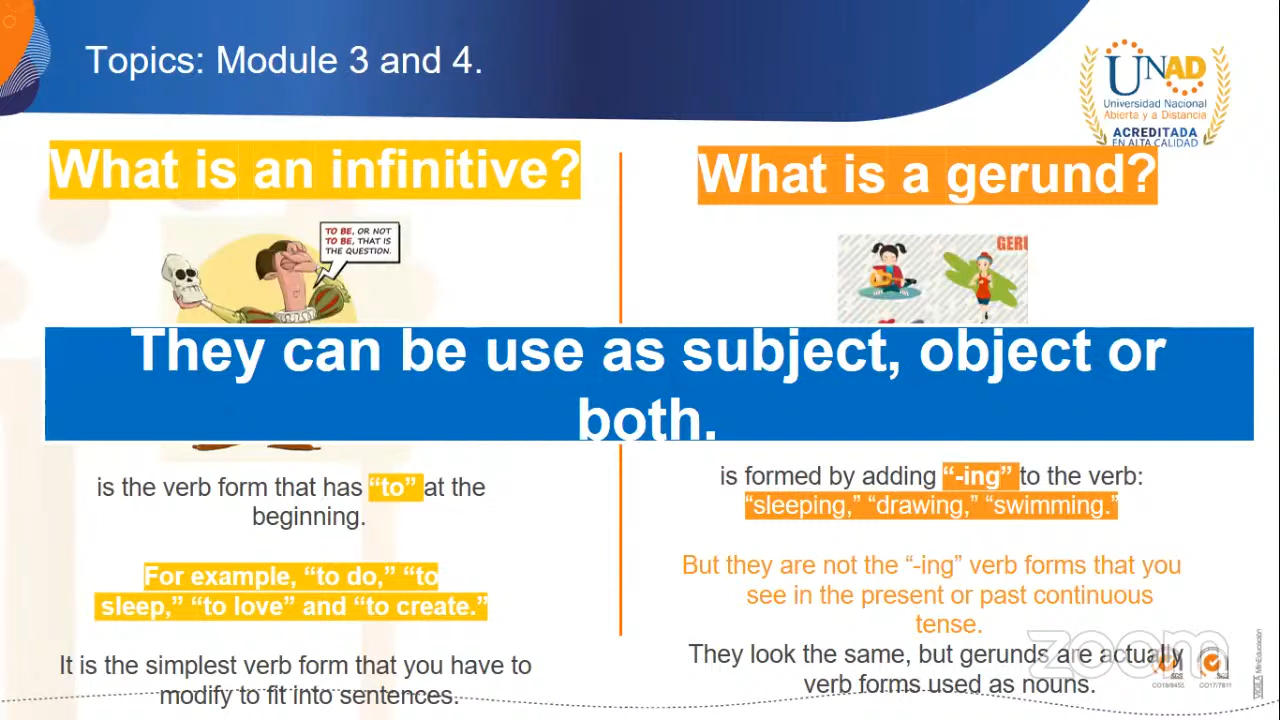 Topics: Module 3 and 4.
UNAD
Universidad Nacional
Abierta y a Distancia
ACREDITADA
EN ALTA CALIDAD
What is an infinitive?
TO BE, OR NOT
TO BE, THAT IS
THE QUESTION.
What is a gerund?
GERU
They can be use as subject, object or
both.
is the verb form that has “to” at the
beginning.
For example, “to do,” “to
sleep,” “to love” and “to create.”
It is the simplest verb form that you have to
modify to fit into sentences.
is formed by adding “-ing” to the verb:
“sleeping,” “drawing,” “swimming.”
But they are not the “-ing” verb forms that you
see in the present or past continuous
tense.
They look the same, but gerunds are actually
verb forms used as nouns.
zoom